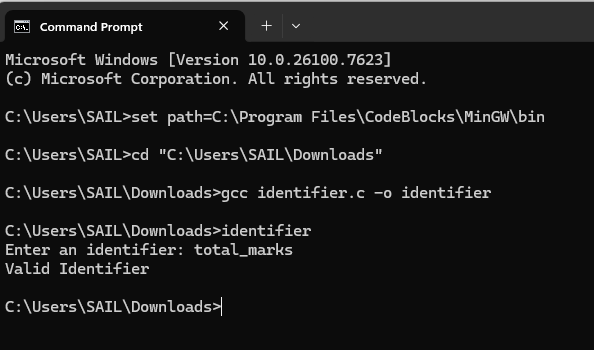 Command Prompt
Microsoft Windows [Version 10.0.26100.7623]
(c) Microsoft Corporation. All rights reserved.
C:\Users\SAIL>set path=C:\Program Files\CodeBlocks\MinGW\bin
C:\Users\SAIL>cd "C:\Users\SAIL\Downloads"
C:\Users\SAIL\Downloads>gcc identifier.c -o identifier
C:\Users\SAIL\Downloads>identifier
Enter an identifier: total_marks
Valid Identifier
C:\Users\SAIL\Downloads>